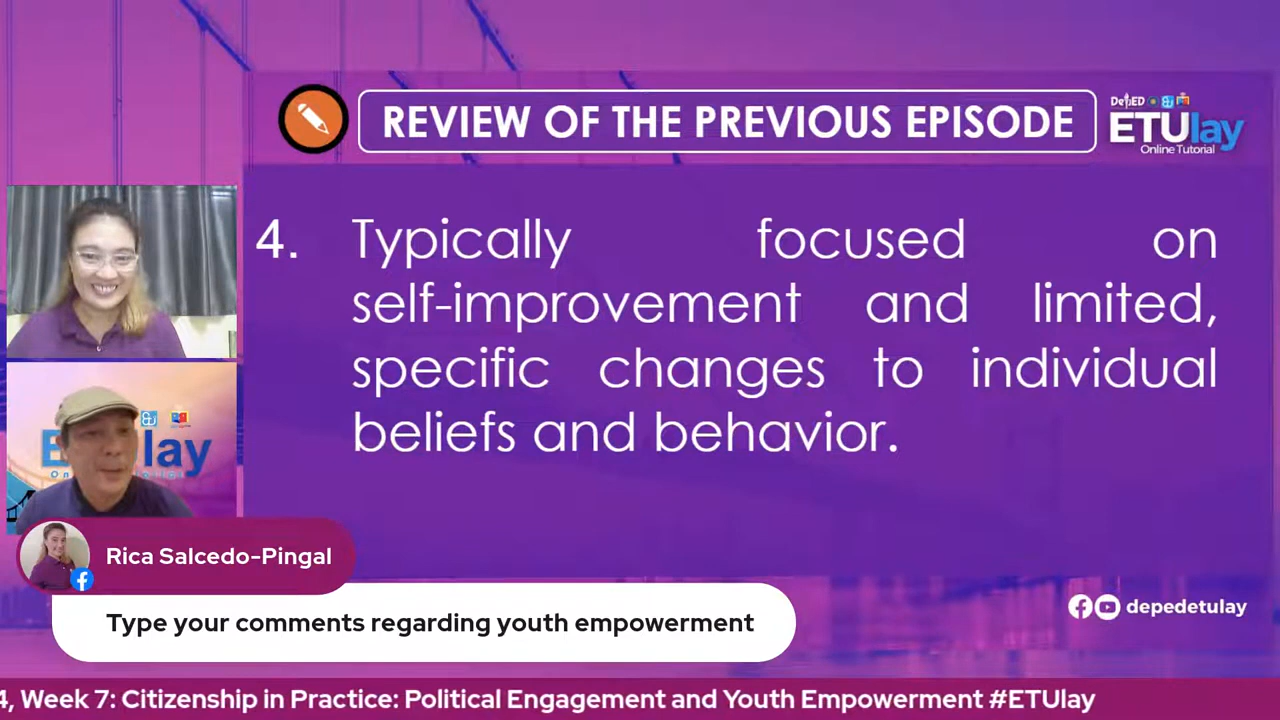 REVIEW OF THE PREVIOUS EPISODE
DepED
ETUlay
Online Tutorial
4. Typically focused on
self-improvement and limited,
specific changes to individual
beliefs and behavior.
lay
Rica Salcedo-Pingal
Type your comments regarding youth empowerment
depedetulay
4, Week 7: Citizenship in Practice: Political Engagement and Youth Empowerment #ETUlay